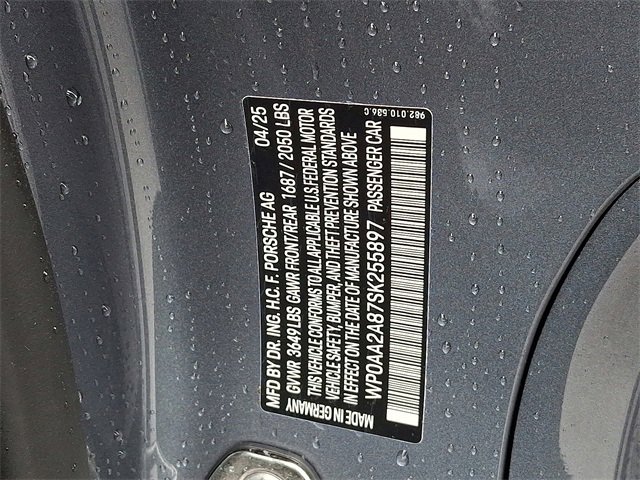 MFD BY DR. ING. H.C. F. PORSCHE AG 04/25
GVWR 3649 LBS GAWR FRONT/REAR 1687 / 2050 LBS
THIS VEHICLE CONFORMS TO ALL APPLICABLE U.S. FEDERAL MOTOR
VEHICLE SAFETY, BUMPER, AND THEFT PREVENTION STANDARDS
IN EFFECT ON THE DATE OF MANUFACTURE SHOWN ABOVE
WP0AA2A87SK255897 PASSENGER CAR
MADE IN GERMANY
982.010.536.C